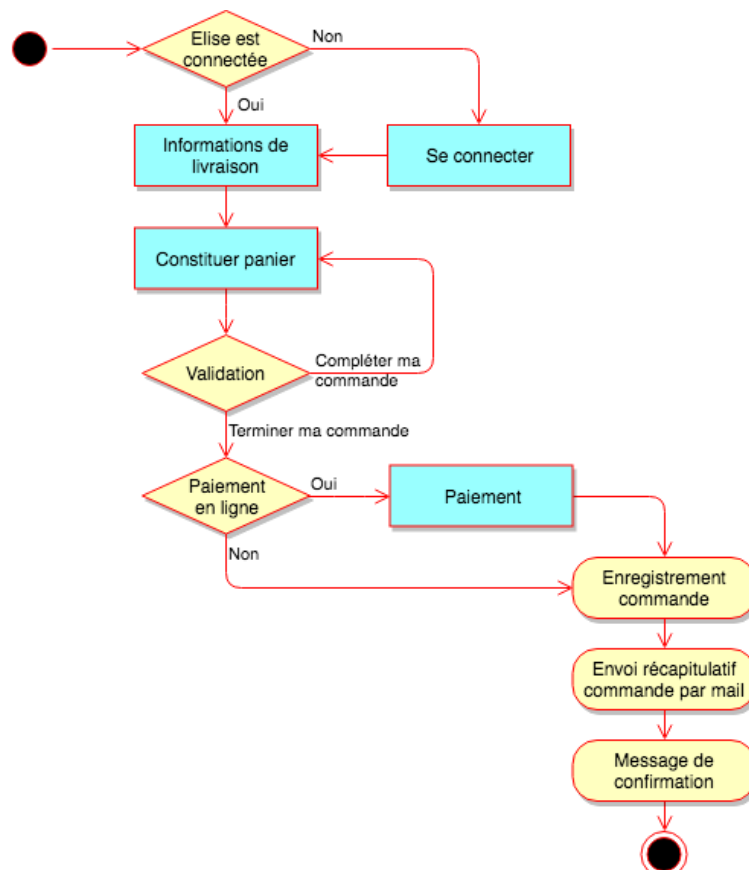 Elise est
connectée
Non
Oui
Informations de
livraison
Se connecter
Constituer panier
Validation
Compléter ma
commande
Terminer ma commande
Paiement
en ligne
Oui
Paiement
Non
Enregistrement
commande
Envoi récapitulatif
commande par mail
Message de
confirmation